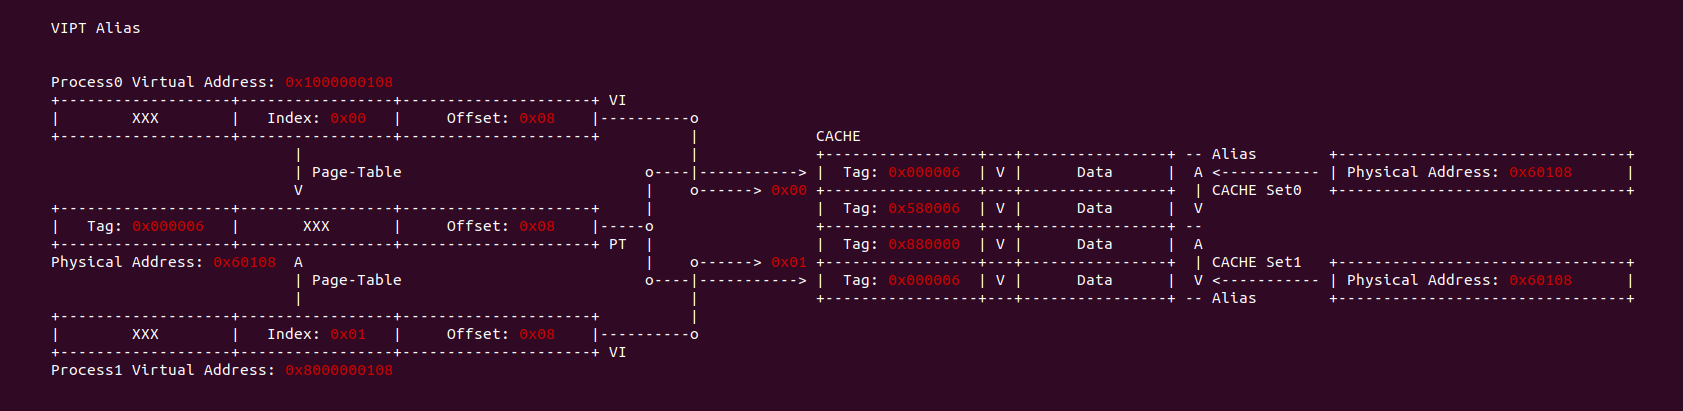 VIPT Alias
Process0 Virtual Address: 0x1000000108
+-------------------+-----------------+---------------------+ VI
|        XXX        |   Index: 0x00   |     Offset: 0x08    |----------o
+-------------------+-----------------+---------------------+          |             CACHE
                           |                                           |             +-----------------+---+----------------+ -- Alias        +--------------------------------+
                           | Page-Table                           o----|-----------> |  Tag: 0x000006  | V |      Data      |  A <----------- | Physical Address: 0x60108      |
                           V                                      |    o------> 0x00 +-----------------+---+----------------+  | CACHE Set0   +--------------------------------+
+-------------------+-----------------+---------------------+     |                  |  Tag: 0x580006  | V |      Data      |  V
|   Tag: 0x000006   |       XXX       |     Offset: 0x08    |-----o                  +-----------------+---+----------------+ --
+-------------------+-----------------+---------------------+ PT  |                  |  Tag: 0x880000  | V |      Data      |  A
Physical Address: 0x60108  A                                      |    o------> 0x01 +-----------------+---+----------------+  | CACHE Set1   +--------------------------------+
                           | Page-Table                           o----|-----------> |  Tag: 0x000006  | V |      Data      |  V <----------- | Physical Address: 0x60108      |
                           |                                           |             +-----------------+---+----------------+ -- Alias        +--------------------------------+
+-------------------+-----------------+---------------------+          |
|        XXX        |   Index: 0x01   |     Offset: 0x08    |----------o
+-------------------+-----------------+---------------------+ VI
Process1 Virtual Address: 0x8000000108